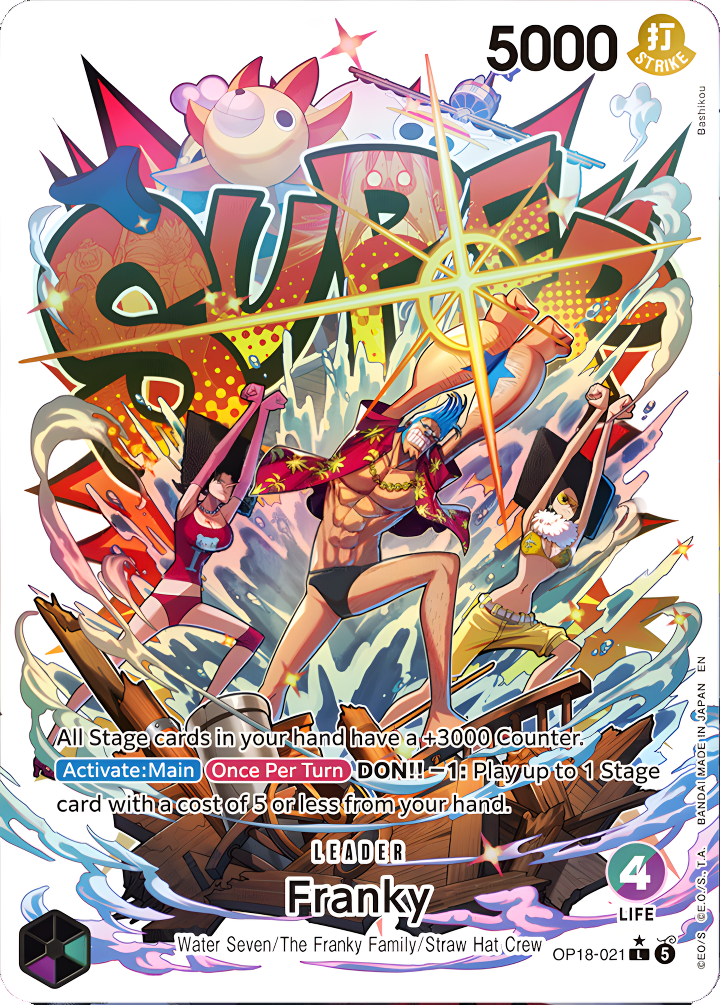 5000
打
STRIKE
Bashikou
SUPER
All Stage cards in your hand have a +3000 Counter.
Activate:Main Once Per Turn DON!! −1: Play up to 1 Stage
card with a cost of 5 or less from your hand.
LEADER
Franky
4
LIFE
Water Seven/The Franky Family/Straw Hat Crew
OP18-021 ★ L 5
©EO/S ©E.O./S.,T.A. BANDAI MADE IN JAPAN EN